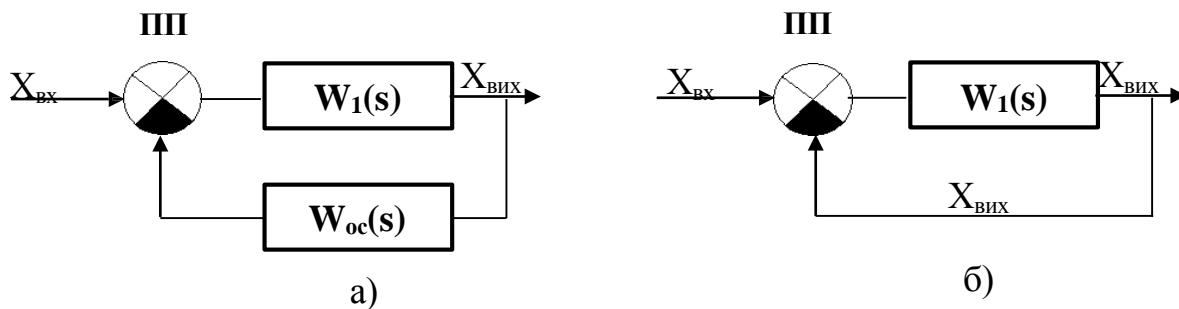 ПП
Xвх
W1(s)
Xвих
Wос(s)
а)
ПП
Xвх
W1(s)
Xвих
Xвих
б)